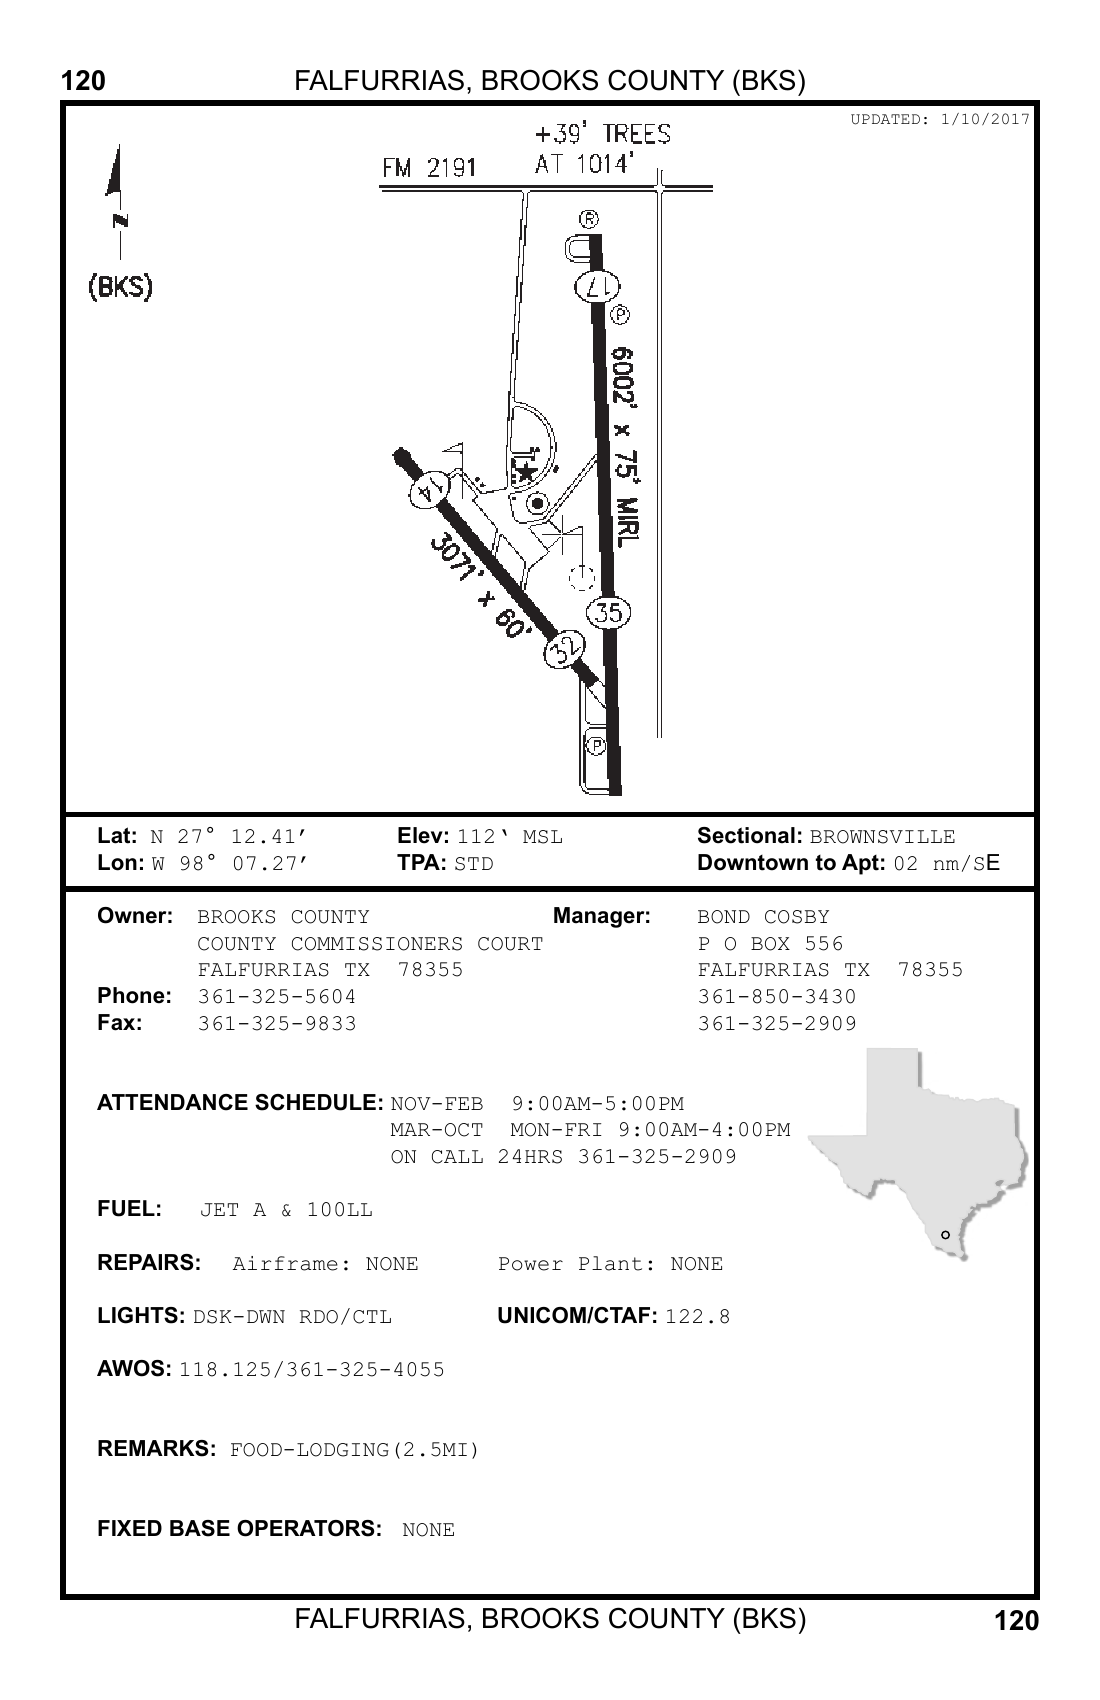 120 FALFURRIAS, BROOKS COUNTY (BKS)
UPDATED: 1/10/2017
+39' TREES
FM 2191 AT 1014'
N
(BKS)
R
17
P
6002' x 75' MIRL
14
3071' x 60'
35
32
P
Lat: N 27° 12.41’ Elev: 112‘ MSL Sectional: BROWNSVILLE
Lon: W 98° 07.27’ TPA: STD Downtown to Apt: 02 nm/SE
Owner: BROOKS COUNTY Manager: BOND COSBY
COUNTY COMMISSIONERS COURT P O BOX 556
FALFURRIAS TX 78355 FALFURRIAS TX 78355
Phone: 361-325-5604 361-850-3430
Fax: 361-325-9833 361-325-2909
ATTENDANCE SCHEDULE: NOV-FEB 9:00AM-5:00PM
MAR-OCT MON-FRI 9:00AM-4:00PM
ON CALL 24HRS 361-325-2909
FUEL: JET A & 100LL
REPAIRS: Airframe: NONE Power Plant: NONE
LIGHTS: DSK-DWN RDO/CTL UNICOM/CTAF: 122.8
AWOS: 118.125/361-325-4055
REMARKS: FOOD-LODGING(2.5MI)
FIXED BASE OPERATORS: NONE
FALFURRIAS, BROOKS COUNTY (BKS) 120